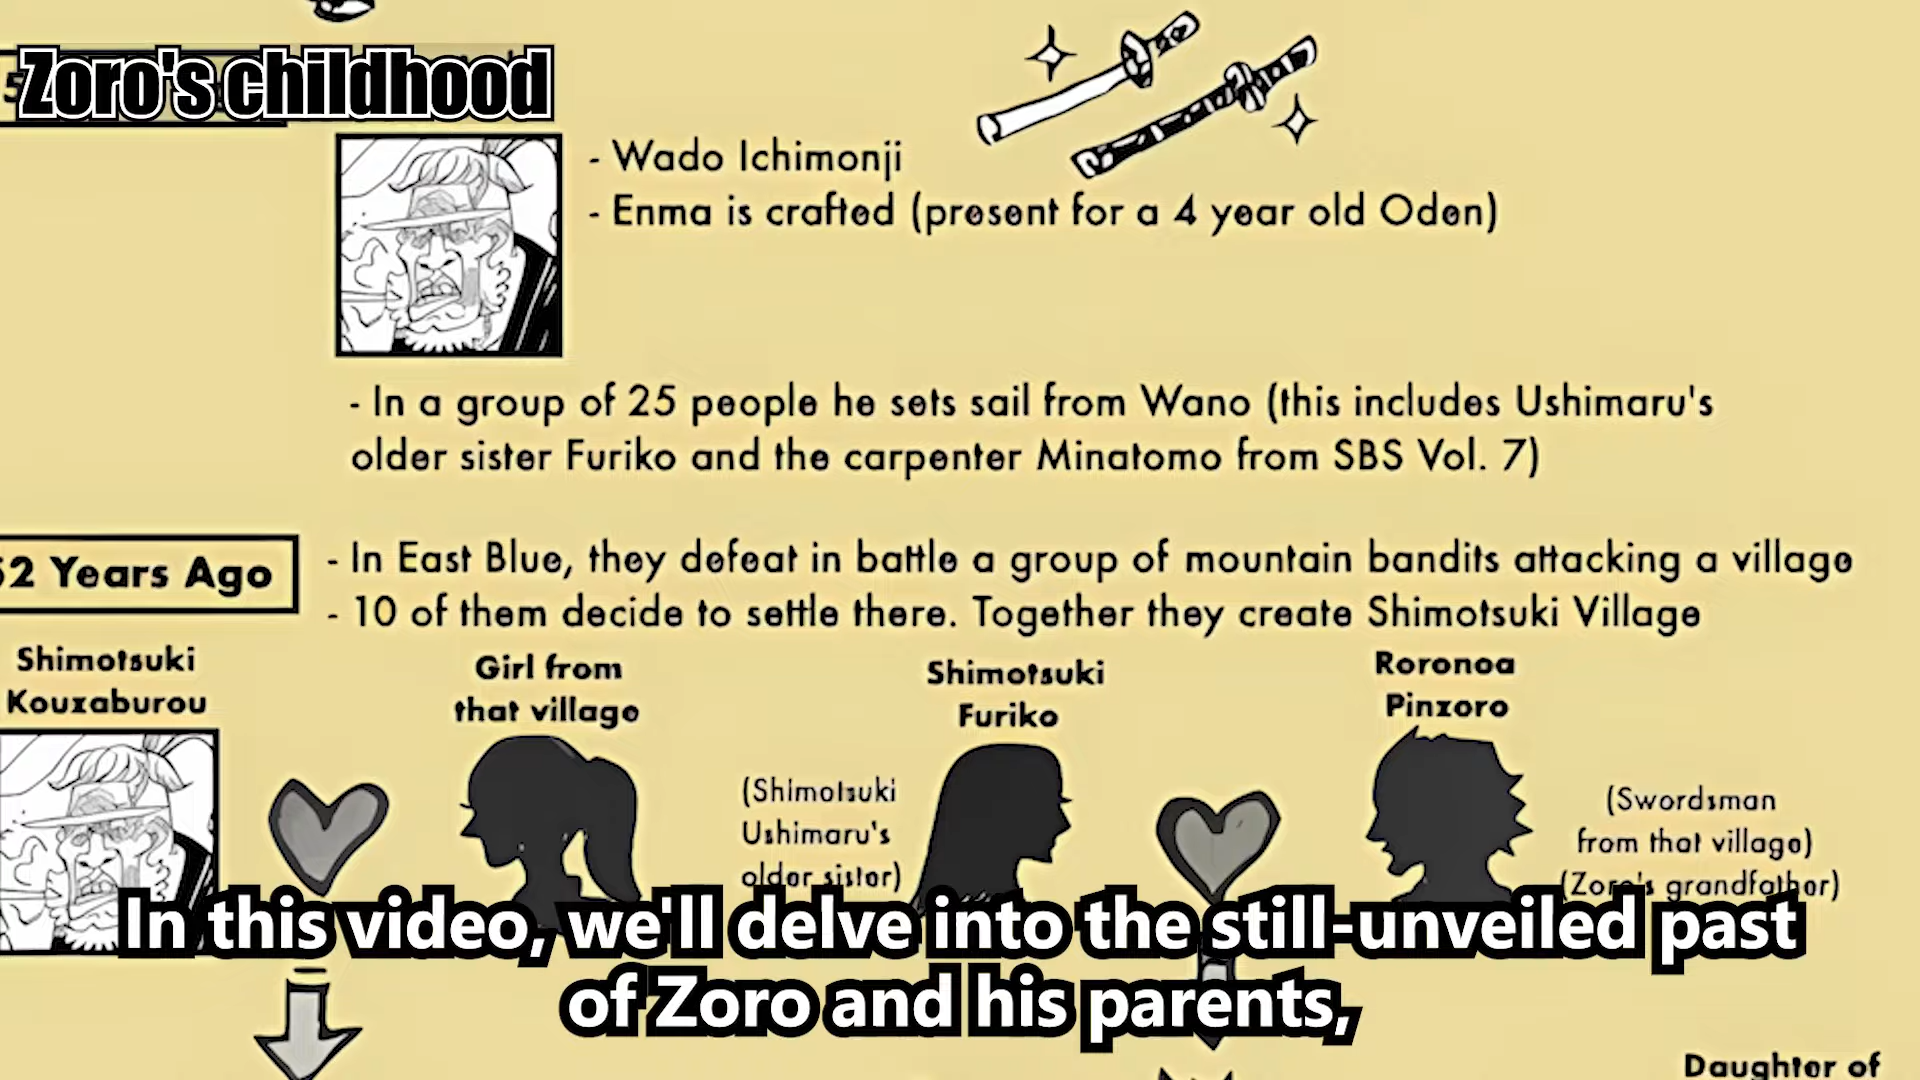 Zoro's childhood
- Wado Ichimonji
- Enma is crafted (present for a 4 year old Oden)
- In a group of 25 people he sets sail from Wano (this includes Ushimaru's
older sister Furiko and the carpenter Minatomo from SBS Vol. 7)
52 Years Ago
- In East Blue, they defeat in battle a group of mountain bandits attacking a village
- 10 of them decide to settle there. Together they create Shimotsuki Village
Shimotsuki
Kouzaburou
Girl from
that village
(Shimotsuki
Ushimaru's
older sister)
Shimotsuki
Furiko
Roronoa
Pinzoro
(Swordsman
from that village)
(Zoro's grandfather)
In this video, we'll delve into the still-unveiled past
of Zoro and his parents,
Daughter of